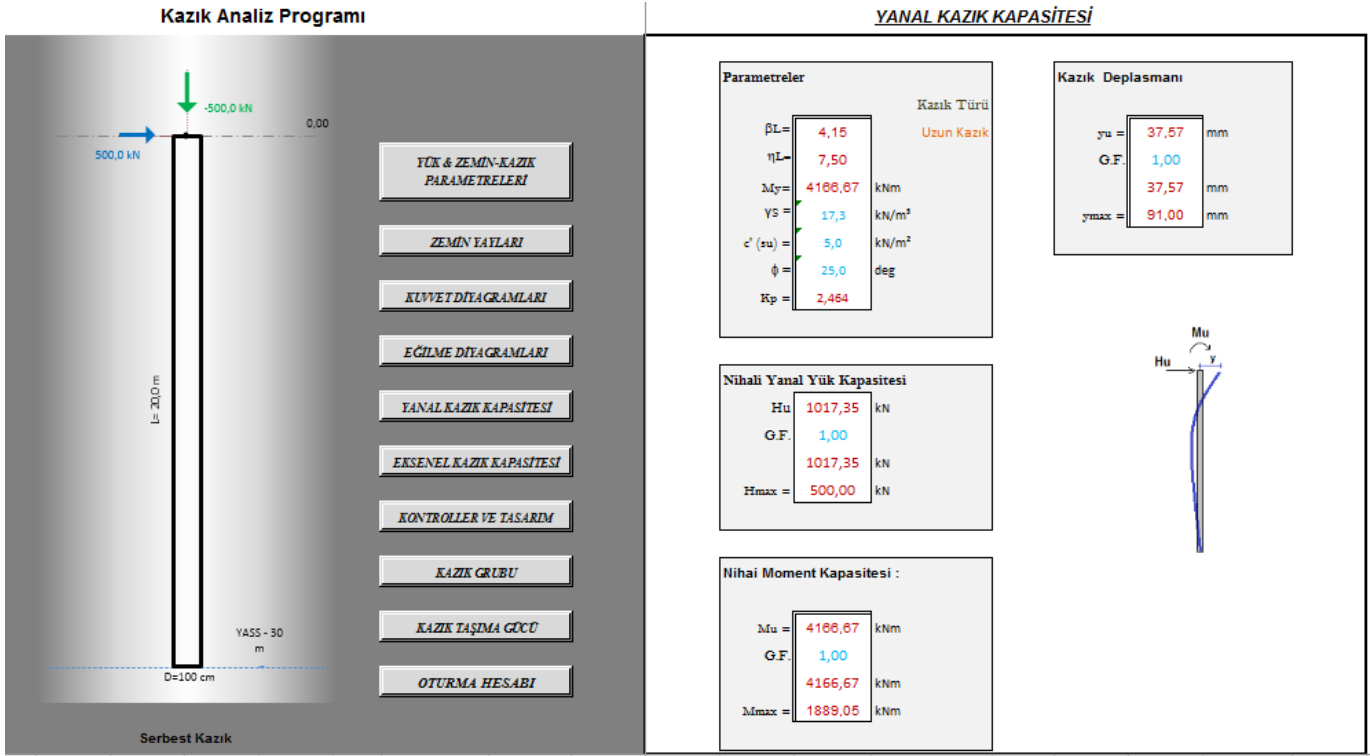 Kazık Analiz Programı
-500,0 kN
0,00
500,0 kN
L= 20,0 m
YASS - 30
m
D=100 cm
Serbest Kazık
YÜK & ZEMİN-KAZIK
PARAMETRELERİ
ZEMİN YAYLARI
KUVVET DİYAGRAMLARI
EĞİLME DİYAGRAMLARI
YANAL KAZIK KAPASİTESİ
EKSENEL KAZIK KAPASİTESİ
KONTROLLER VE TASARIM
KAZIK GRUBU
KAZIK TAŞIMA GÜCÜ
OTURMA HESABI
YANAL KAZIK KAPASİTESİ
Parametreler
Kazık Türü
βL= 4,15 Uzun Kazık
ηL= 7,50
My= 4166,67 kNm
γs = 17,3 kN/m³
c' (su) = 5,0 kN/m²
ϕ = 25,0 deg
Kp = 2,464
Nihali Yanal Yük Kapasitesi
Hu 1017,35 kN
G.F. 1,00
1017,35 kN
Hmax = 500,00 kN
Nihai Moment Kapasitesi :
Mu = 4166,67 kNm
G.F. 1,00
4166,67 kNm
Mmax = 1889,05 kNm
Kazık Deplasmanı
yu = 37,57 mm
G.F. 1,00
37,57 mm
ymax = 91,00 mm
Mu
Hu
y